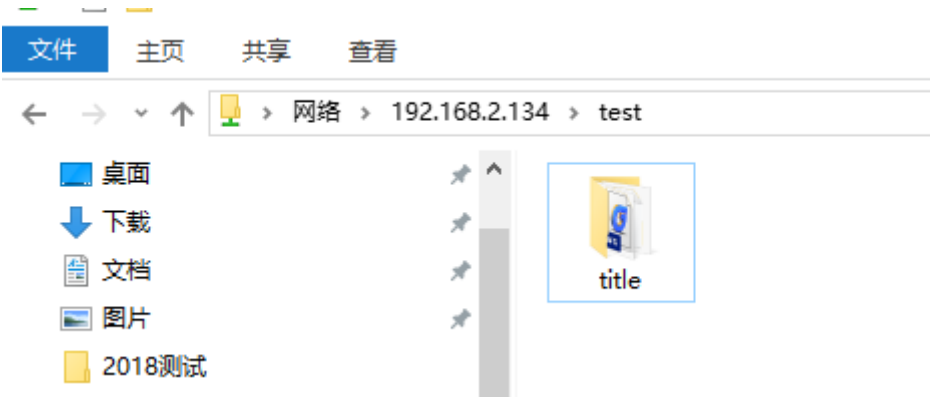 文件 主页 共享 查看
网络 192.168.2.134 test
桌面
下载
文档
图片
2018测试
title